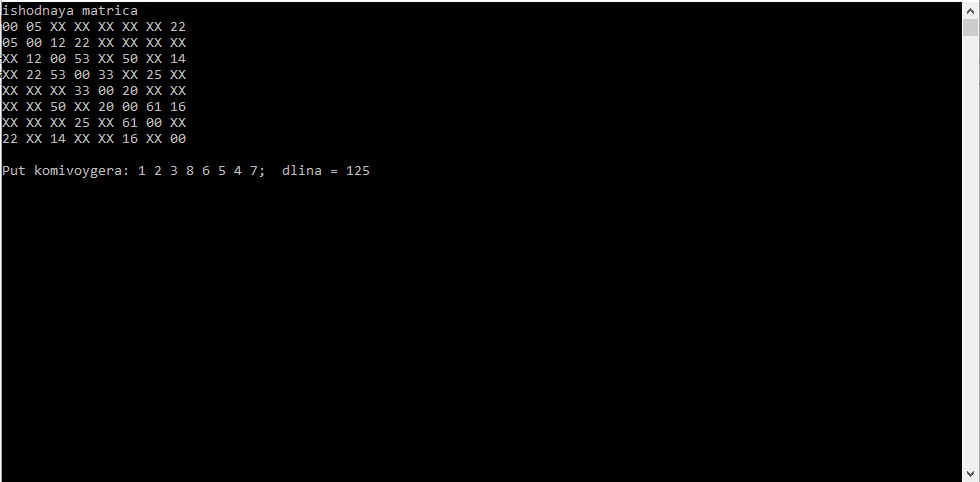 ishodnaya matrica
00 05 XX XX XX XX XX 22
05 00 12 22 XX XX XX XX
XX 12 00 53 XX 50 XX 14
XX 22 53 00 33 XX 25 XX
XX XX XX 33 00 20 XX XX
XX XX 50 XX 20 00 61 16
XX XX XX 25 XX 61 00 XX
22 XX 14 XX XX 16 XX 00
Put komivoygera: 1 2 3 8 6 5 4 7;  dlina = 125